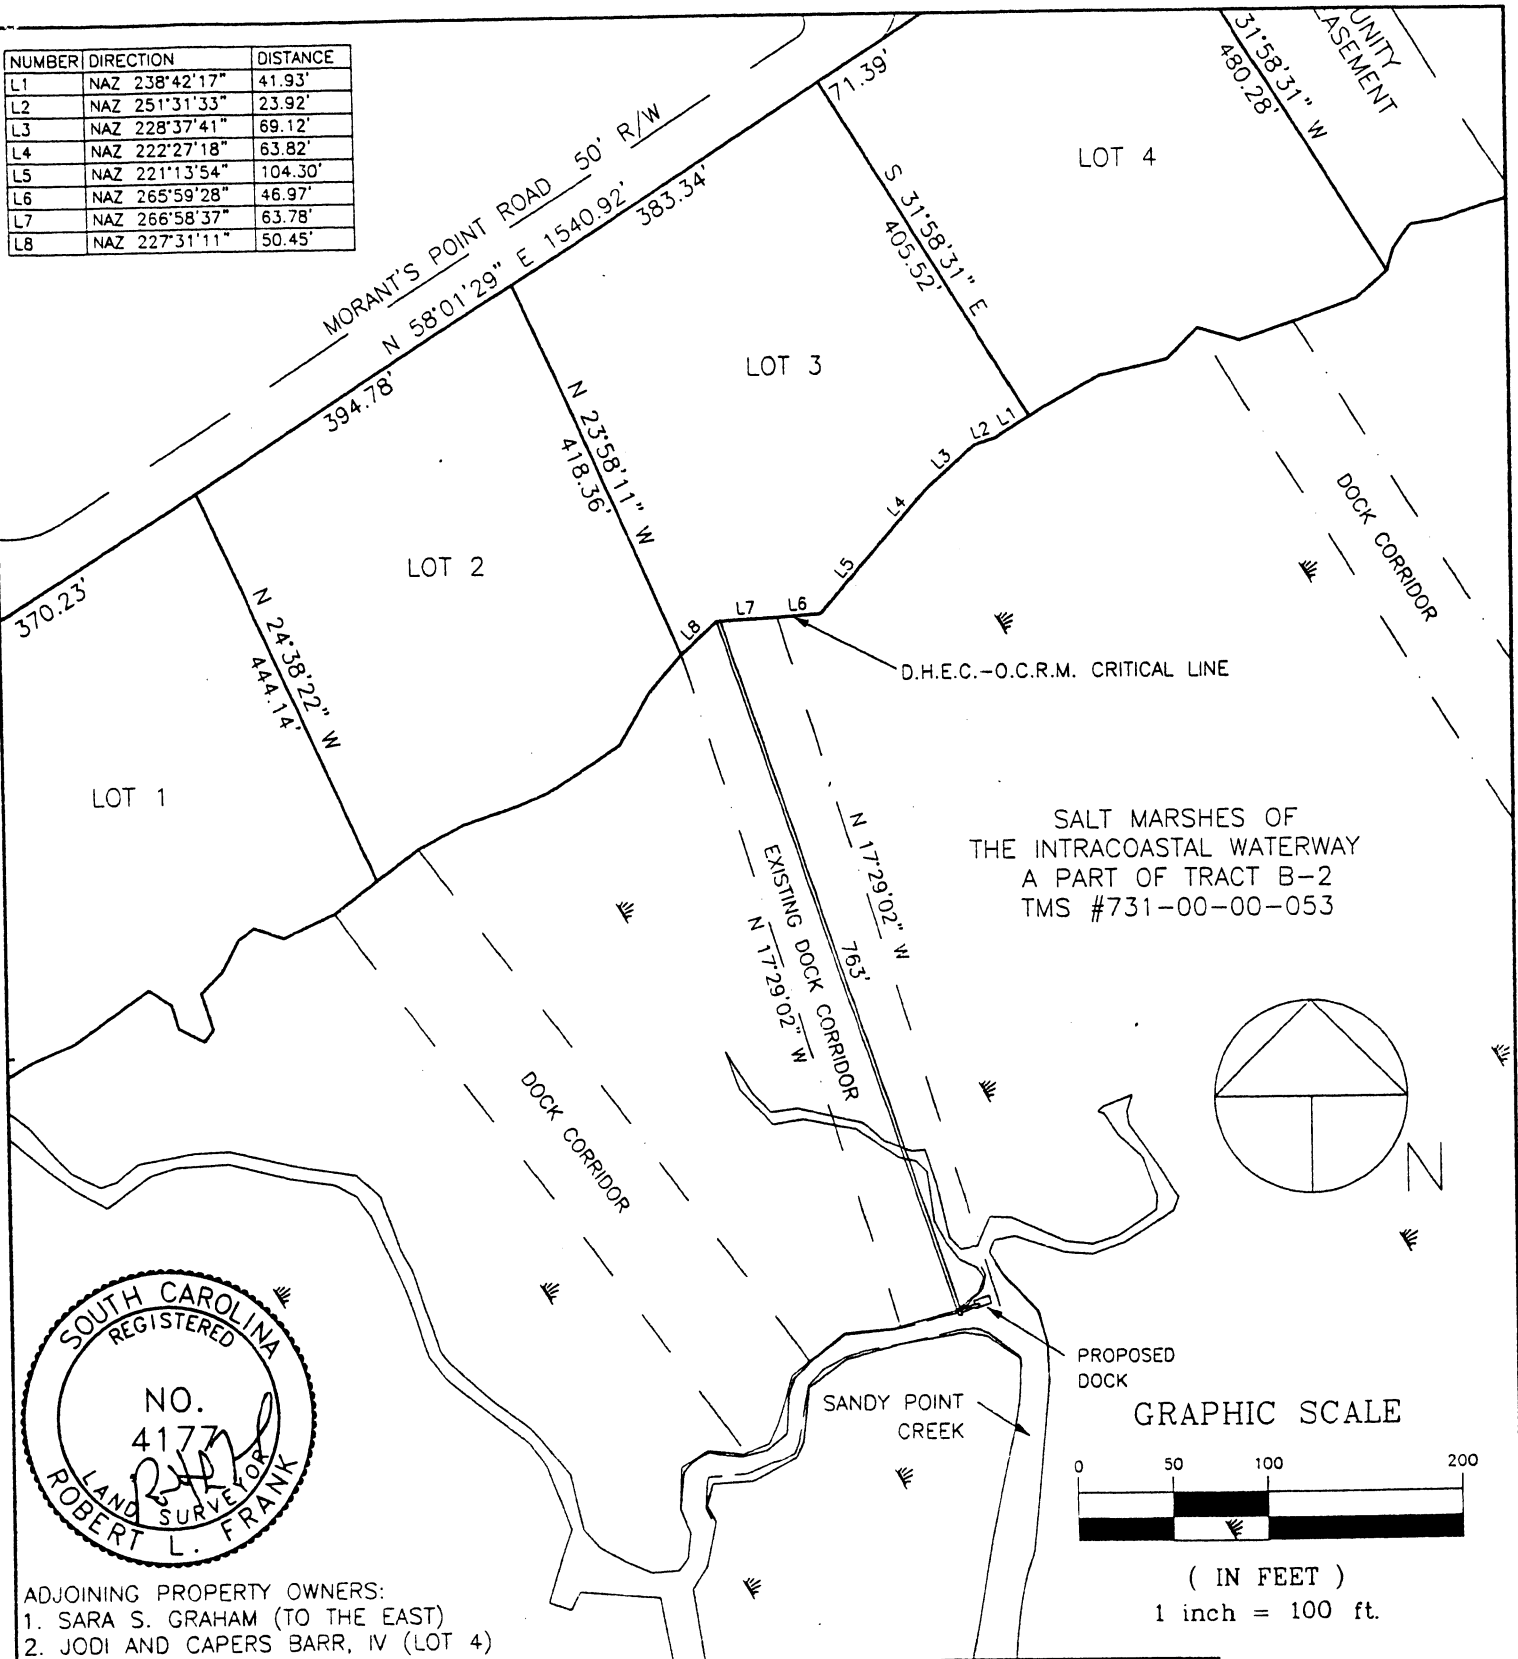 NUMBER DIRECTION DISTANCE
L1 NAZ 238°42'17" 41.93'
L2 NAZ 251°31'33" 23.92'
L3 NAZ 228°37'41" 69.12'
L4 NAZ 222°27'18" 63.82'
L5 NAZ 221°13'54" 104.30'
L6 NAZ 265°59'28" 46.97'
L7 NAZ 266°58'37" 63.78'
L8 NAZ 227°31'11" 50.45'
MORANT'S POINT ROAD 50' R/W
N 58°01'29" E 1540.92'
71.39'
383.34'
394.78'
370.23'
31°58'31" W
480.28'
UNITY
ASEMENT
LOT 4
S 31°58'31" E
405.52'
LOT 3
N 23°58'11" W
418.36'
LOT 2
N 24°38'22" W
444.14'
LOT 1
L1
L2
L3
L4
L5
L6
L7
L8
D.H.E.C.-O.C.R.M. CRITICAL LINE
DOCK CORRIDOR
SALT MARSHES OF
THE INTRACOASTAL WATERWAY
A PART OF TRACT B-2
TMS #731-00-00-053
N 17°29'02" W
763'
EXISTING DOCK CORRIDOR
N 17°29'02" W
DOCK CORRIDOR
N
PROPOSED
DOCK
SANDY POINT
CREEK
GRAPHIC SCALE
0 50 100 200
( IN FEET )
1 inch = 100 ft.
SOUTH CAROLINA
REGISTERED
NO.
4177
LAND SURVEYOR
ROBERT L. FRANK
ADJOINING PROPERTY OWNERS:
1. SARA S. GRAHAM (TO THE EAST)
2. JODI AND CAPERS BARR, IV (LOT 4)